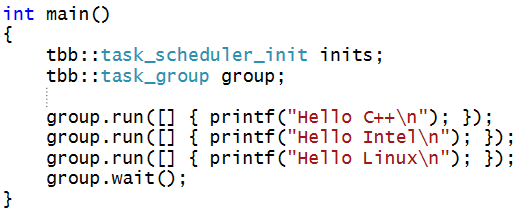 int main()
{
    tbb::task_scheduler_init inits;
    tbb::task_group group;

    group.run([] { printf("Hello C++\n"); });
    group.run([] { printf("Hello Intel\n"); });
    group.run([] { printf("Hello Linux\n"); });
    group.wait();
}